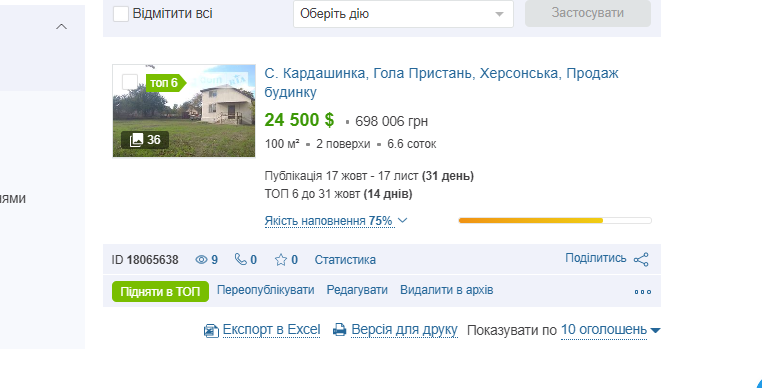 Відмітити всі
Оберіть дію
Застосувати
топ 6
36
С. Кардашинка, Гола Пристань, Херсонська, Продаж
будинку
24 500 $ • 698 006 грн
100 м² • 2 поверхи • 6.6 соток
Публікація 17 жовт - 17 лист (31 день)
ТОП 6 до 31 жовт (14 днів)
Якість наповнення 75%
ID 18065638 9 0 0 Статистика Поділитись
нями
Підняти в ТОП Переопублікувати Редагувати Видалити в архів
Експорт в Excel Версія для друку Показувати по 10 оголошень